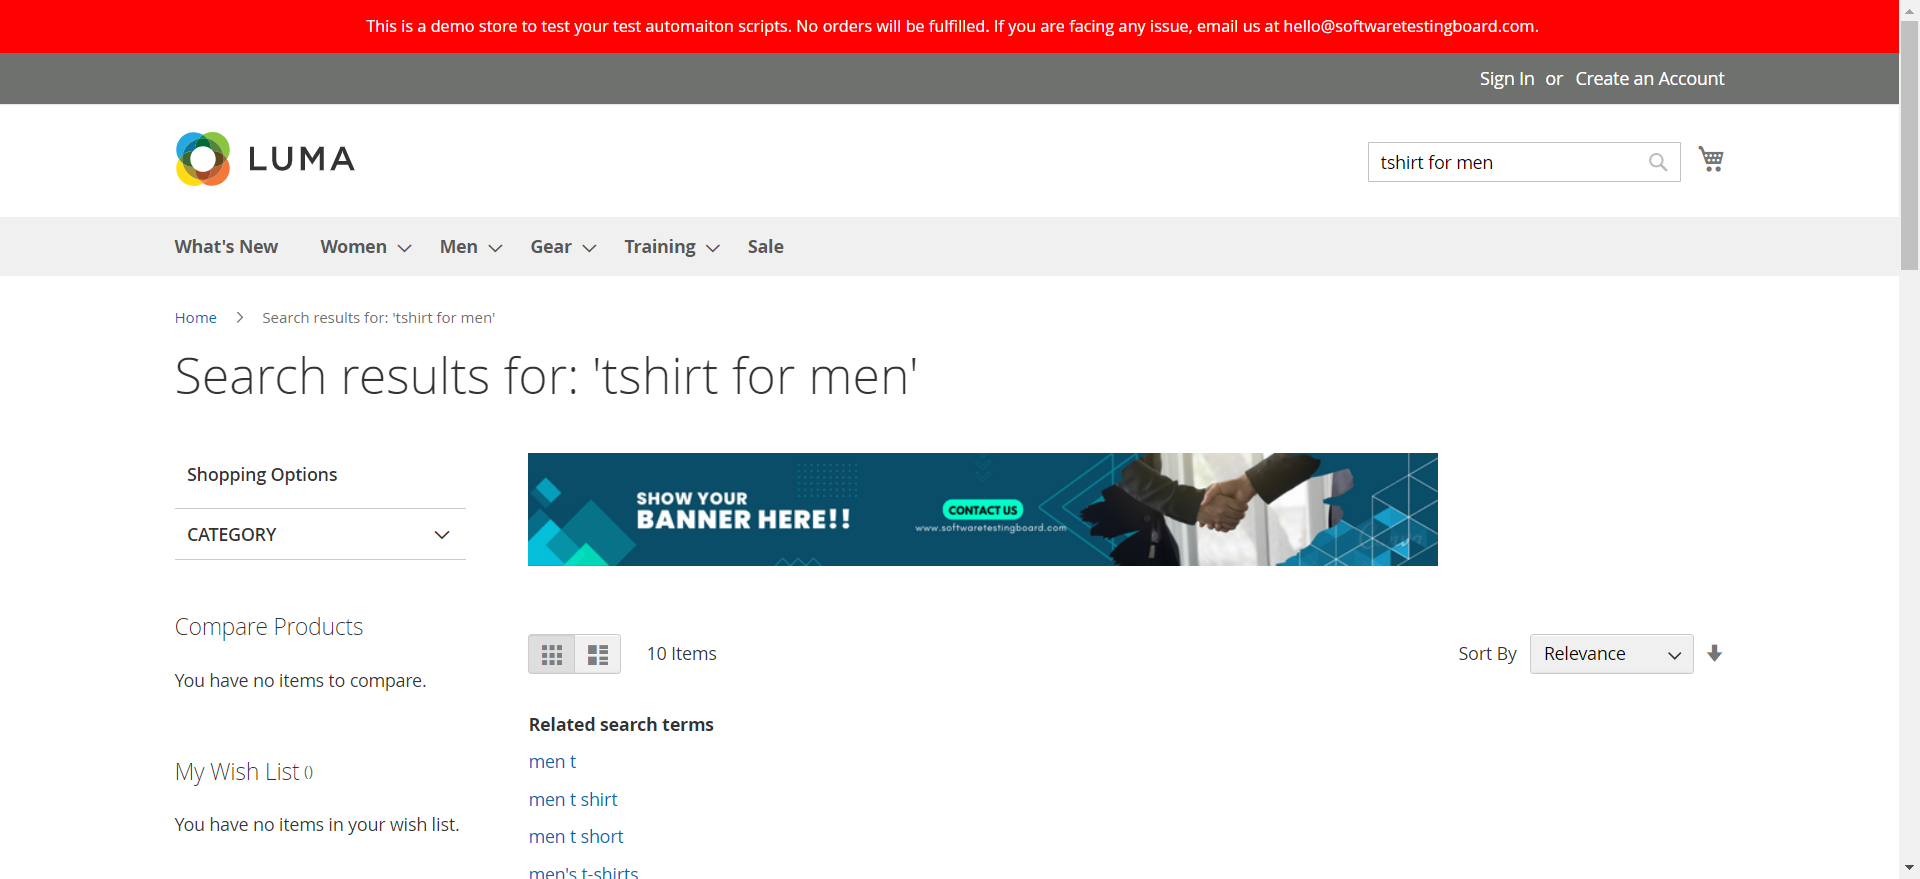 This is a demo store to test your test automaiton scripts. No orders will be fulfilled. If you are facing any issue, email us at hello@softwaretestingboard.com.
Sign In or Create an Account
LUMA
tshirt for men
What's New Women Men Gear Training Sale
Home Search results for: 'tshirt for men'
Search results for: 'tshirt for men'
Shopping Options
CATEGORY
SHOW YOUR
BANNER HERE!!
CONTACT US
www.softwaretestingboard.com
Compare Products
You have no items to compare.
10 Items
Sort By Relevance
Related search terms
men t
men t shirt
men t short
men's t-shirts
My Wish List ()
You have no items in your wish list.